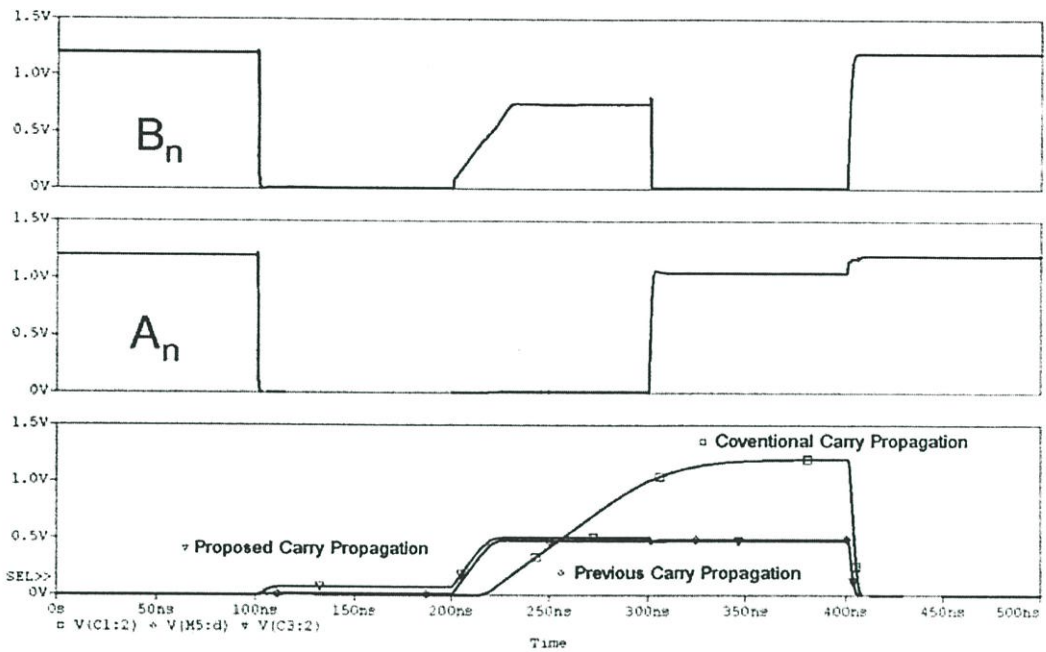 1.5V
1.0V
0.5V
0V
Bn
1.5V
1.0V
0.5V
0V
An
1.5V
1.0V
0.5V
SEL>>
0V
Coventional Carry Propagation
Proposed Carry Propagation
Previous Carry Propagation
0s 50ns 100ns 150ns 200ns 250ns 300ns 350ns 400ns 450ns 500ns
V(C1:2) V(M5:d) V(C3:2)
Time